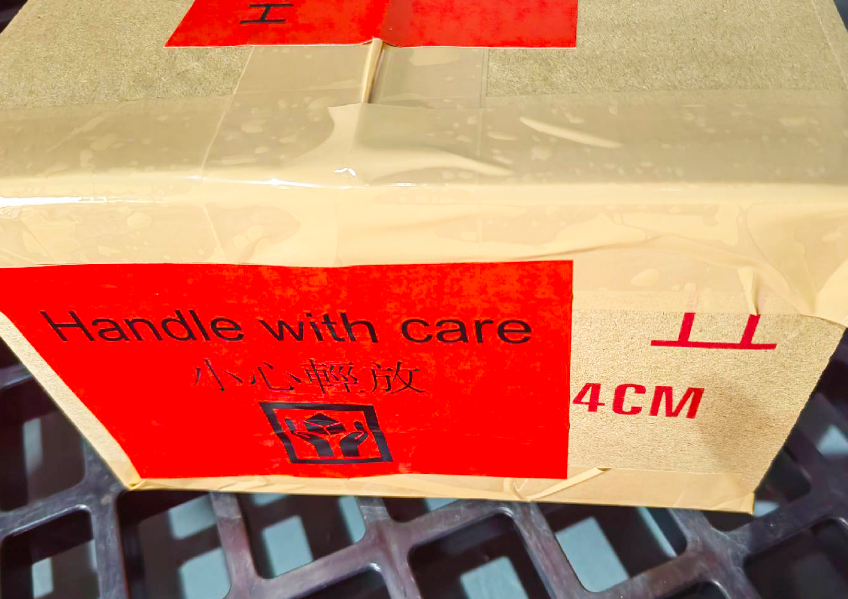 H
Handle with care
小心輕放
4CM